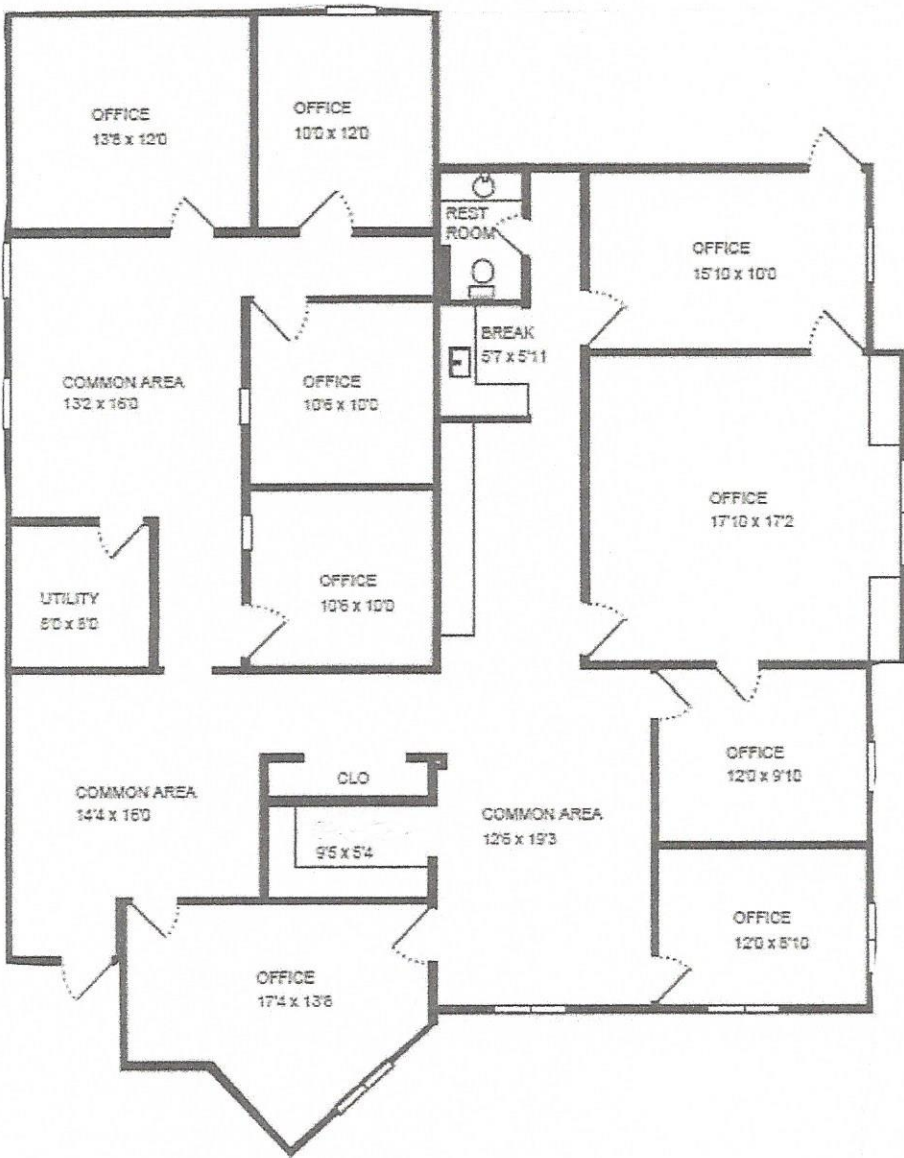 OFFICE
13'8 x 12'0
OFFICE
10'0 x 12'0
REST
ROOM
OFFICE
15'10 x 10'0
BREAK
5'7 x 5'11
COMMON AREA
13'2 x 16'0
OFFICE
10'6 x 10'0
OFFICE
17'10 x 17'2
OFFICE
10'6 x 10'0
UTILITY
OFFICE
12'0 x 9'10
CLO
COMMON AREA
14'4 x 16'0
COMMON AREA
12'6 x 19'3
9'5 x 5'4
OFFICE
12'0 x 8'10
OFFICE
17'4 x 13'8